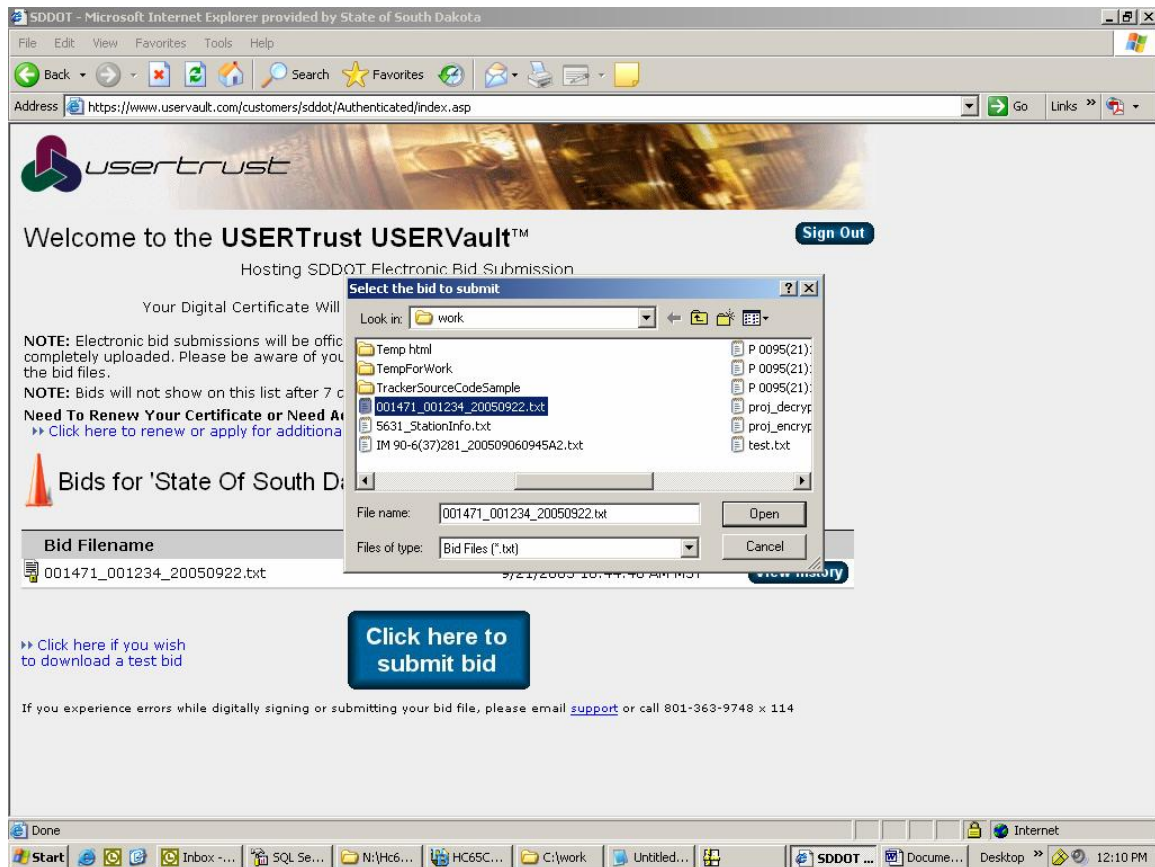 SDDOT - Microsoft Internet Explorer provided by State of South Dakota
File Edit View Favorites Tools Help
Back Search Favorites
Address https://www.uservault.com/customers/sddot/Authenticated/index.asp Go Links »
usertrust
Welcome to the USERTrust USERVault™
Sign Out
Hosting SDDOT Electronic Bid Submission
Your Digital Certificate Will
NOTE: Electronic bid submissions will be offic
completely uploaded. Please be aware of you
the bid files.
NOTE: Bids will not show on this list after 7 c
Need To Renew Your Certificate or Need A
Click here to renew or apply for additiona
Bids for 'State Of South Da
Bid Filename
001471_001234_20050922.txt View History
Select the bid to submit
Look in: work
Temp html
TempForWork
TrackerSourceCodeSample
001471_001234_20050922.txt
5631_StationInfo.txt
IM 90-6(37)281_200509060945A2.txt
P 0095(21):
P 0095(21):
P 0095(21):
proj_decryp
proj_encryp
test.txt
File name: 001471_001234_20050922.txt Open
Files of type: Bid Files (*.txt) Cancel
Click here if you wish
to download a test bid
Click here to
submit bid
If you experience errors while digitally signing or submitting your bid file, please email support or call 801-363-9748 x 114
Done Internet
Start Inbox -... SQL Se... N:\Hc6... HC65C... C:\work Untitled... SDDOT ... Docume... Desktop » 12:10 PM